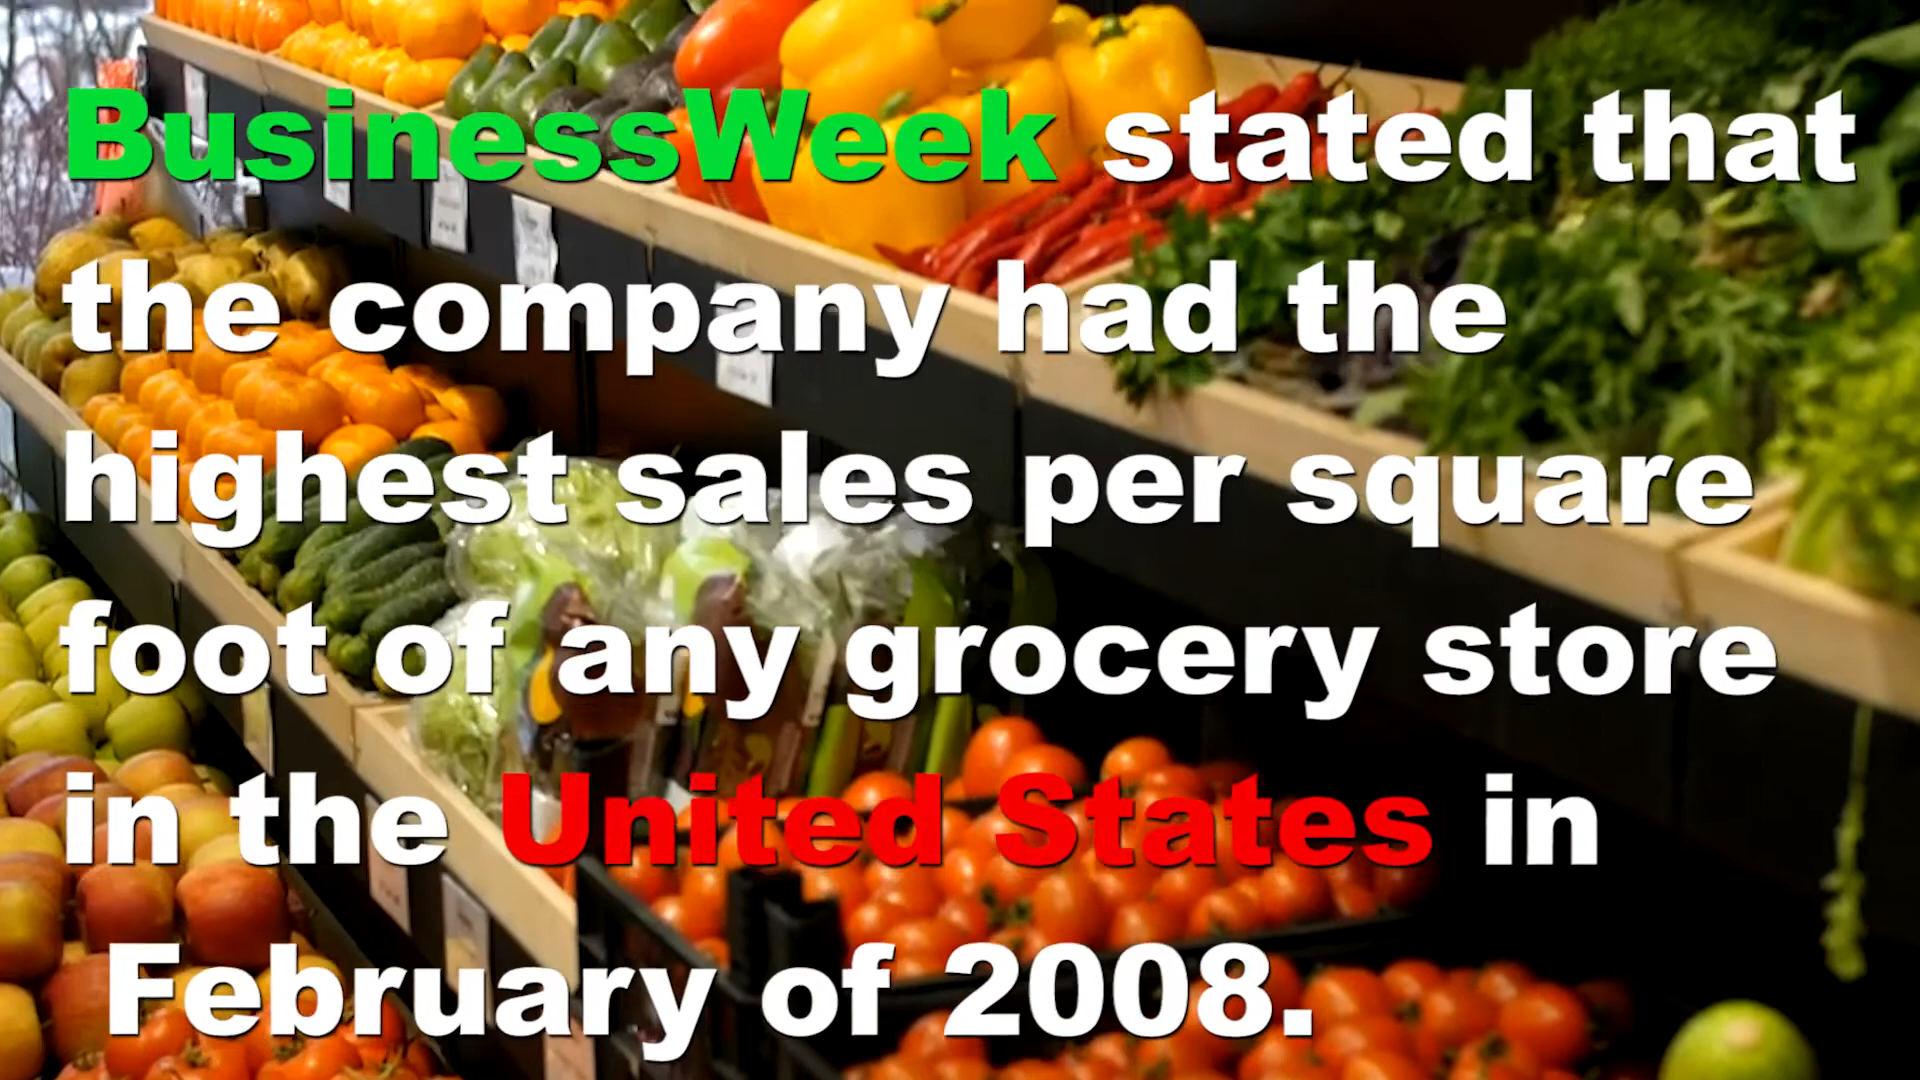 BusinessWeek stated that
the company had the
highest sales per square
foot of any grocery store
in the United States in
February of 2008.